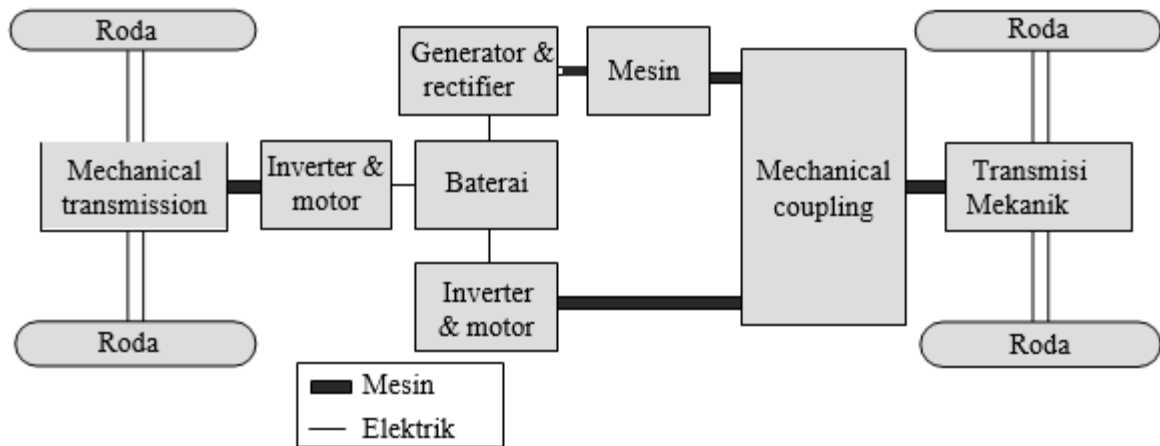 Roda
Roda
Generator &
rectifier
Mesin
Mechanical
transmission
Inverter &
motor
Baterai
Mechanical
coupling
Transmisi
Mekanik
Inverter
& motor
Roda
Roda
Mesin
Elektrik